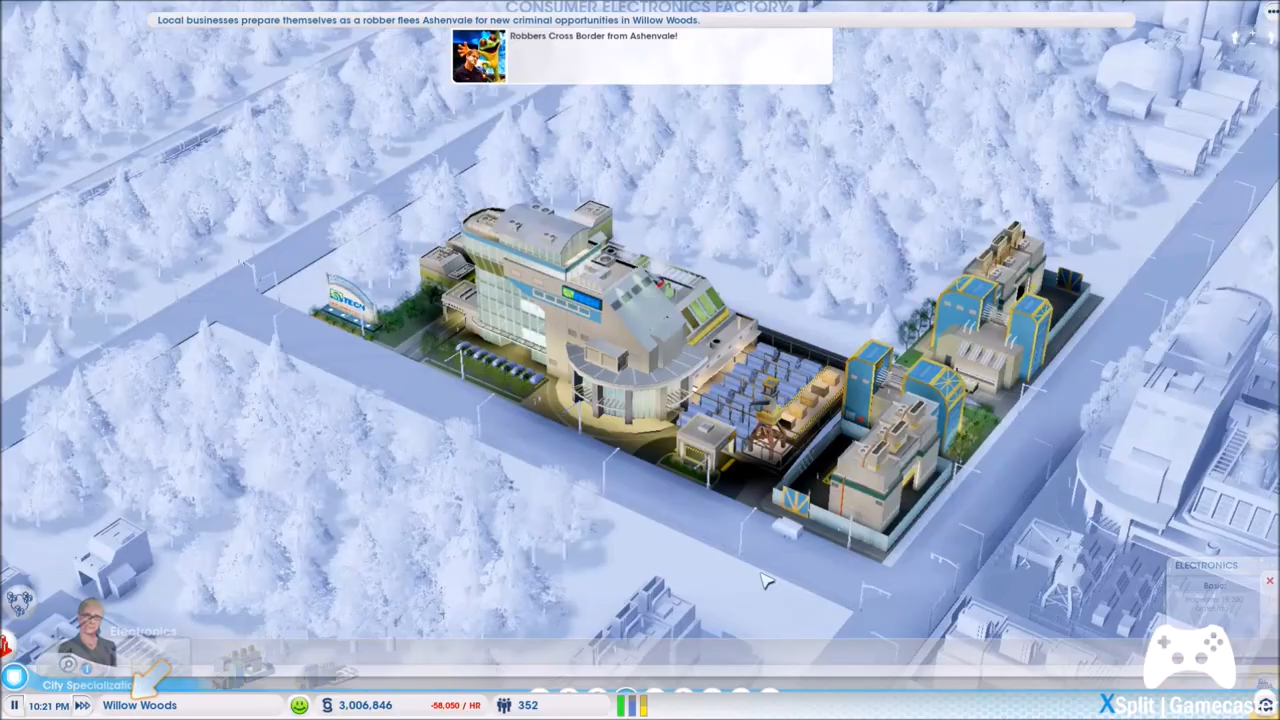 CONSUMER ELECTRONICS FACTORY
Local businesses prepare themselves as a robber flees Ashenvale for new criminal opportunities in Willow Woods.
Robbers Cross Border from Ashenvale!
TECH
ELECTRONICS
Basic
Electronics
City Specialization
10:21 PM
Willow Woods
3,006,846
-58,050 / HR
352
XSplit | Gamecaster